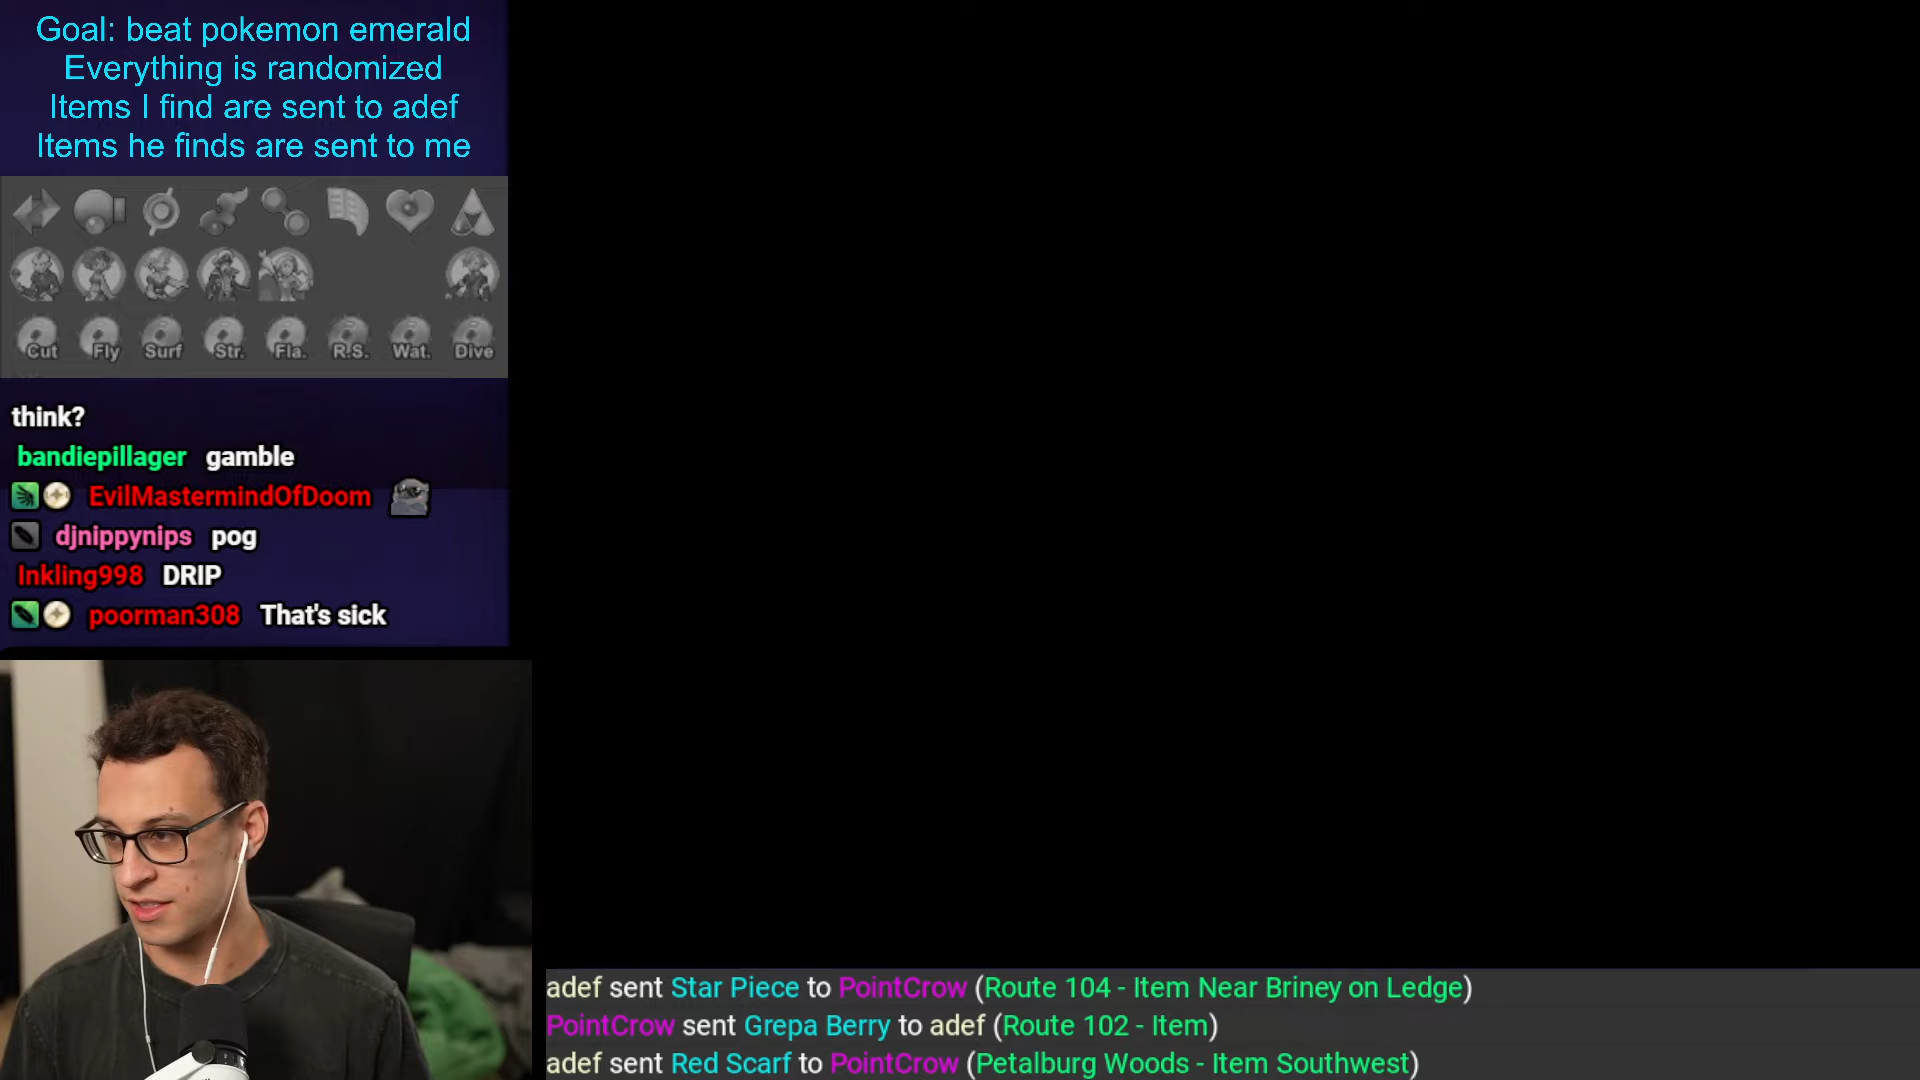 Goal: beat pokemon emerald
Everything is randomized
Items I find are sent to adef
Items he finds are sent to me
Cut Fly Surf Str. Fla. R.S. Wat. Dive
think?
bandiepillager gamble
EvilMastermindOfDoom
djnippynips pog
Inkling998 DRIP
poorman308 That's sick
adef sent Star Piece to PointCrow (Route 104 - Item Near Briney on Ledge)
PointCrow sent Grepa Berry to adef (Route 102 - Item)
adef sent Red Scarf to PointCrow (Petalburg Woods - Item Southwest)